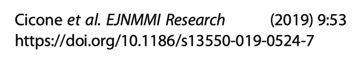 Cicone et al. EJNMMI Research (2019) 9:53
https://doi.org/10.1186/s13550-019-0524-7